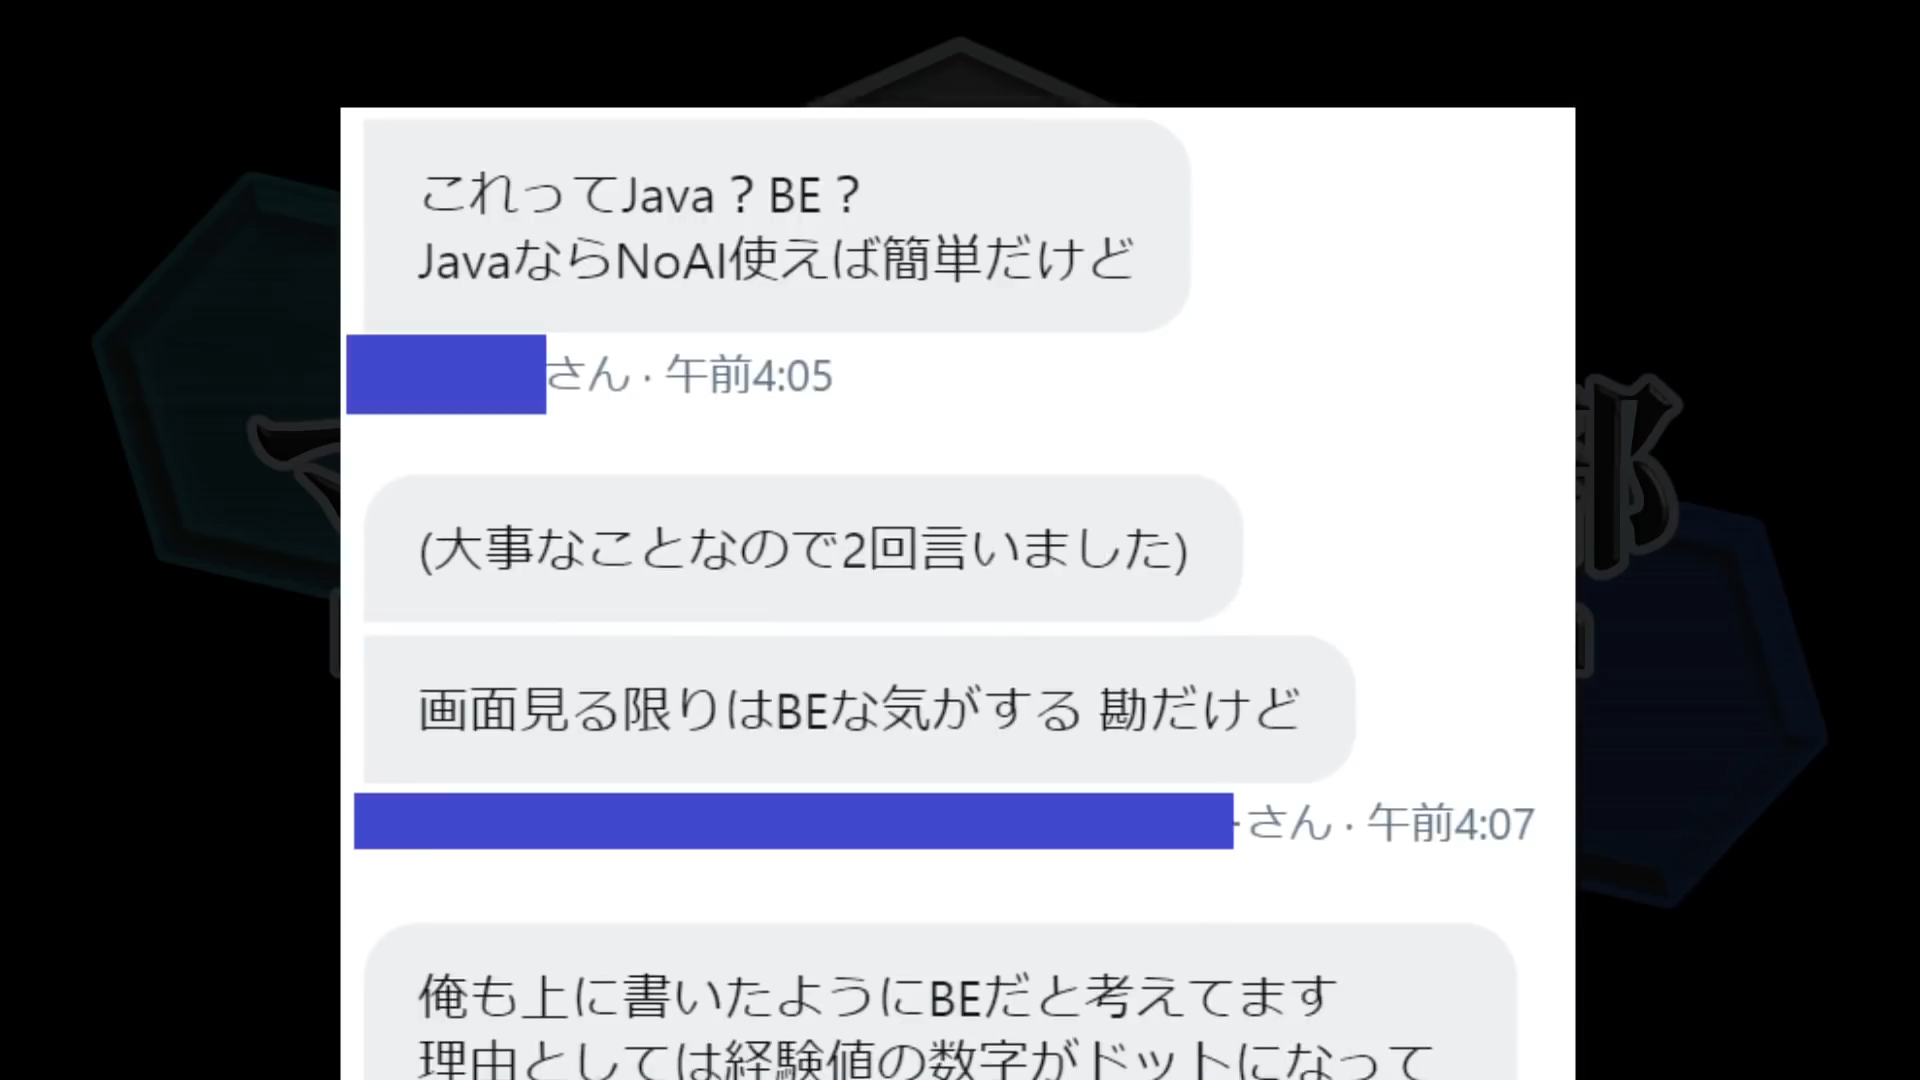 これってJava？BE？
JavaならNoAI使えば簡単だけど
さん · 午前4:05
(大事なことなので2回言いました)
画面見る限りはBEな気がする 勘だけど
さん · 午前4:07
俺も上に書いたようにBEだと考えてます
理由としては経験値の数字がドットになって
都